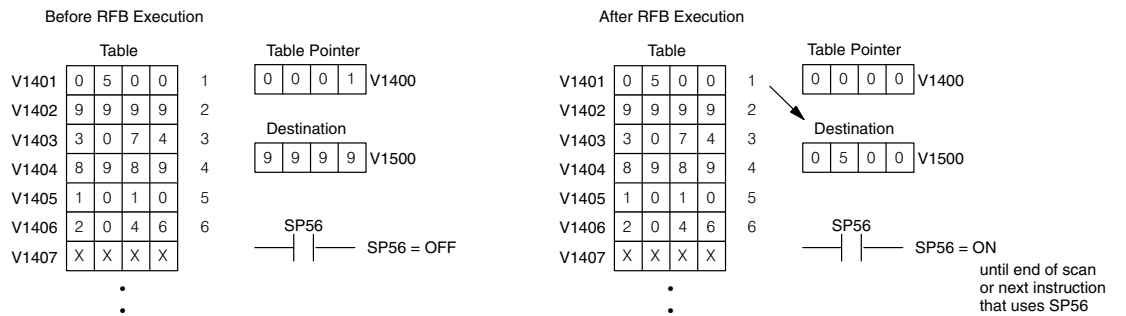 Before RFB Execution
Table
Table Pointer
V1401 0 5 0 0 1
0 0 0 1 V1400
V1402 9 9 9 9 2
V1403 3 0 7 4 3
Destination
9 9 9 9 V1500
V1404 8 9 8 9 4
V1405 1 0 1 0 5
V1406 2 0 4 6 6
SP56
SP56 = OFF
V1407 X X X X
After RFB Execution
Table
Table Pointer
V1401 0 5 0 0 1
0 0 0 0 V1400
V1402 9 9 9 9 2
V1403 3 0 7 4 3
Destination
0 5 0 0 V1500
V1404 8 9 8 9 4
V1405 1 0 1 0 5
V1406 2 0 4 6 6
SP56
SP56 = ON
V1407 X X X X
until end of scan
or next instruction
that uses SP56